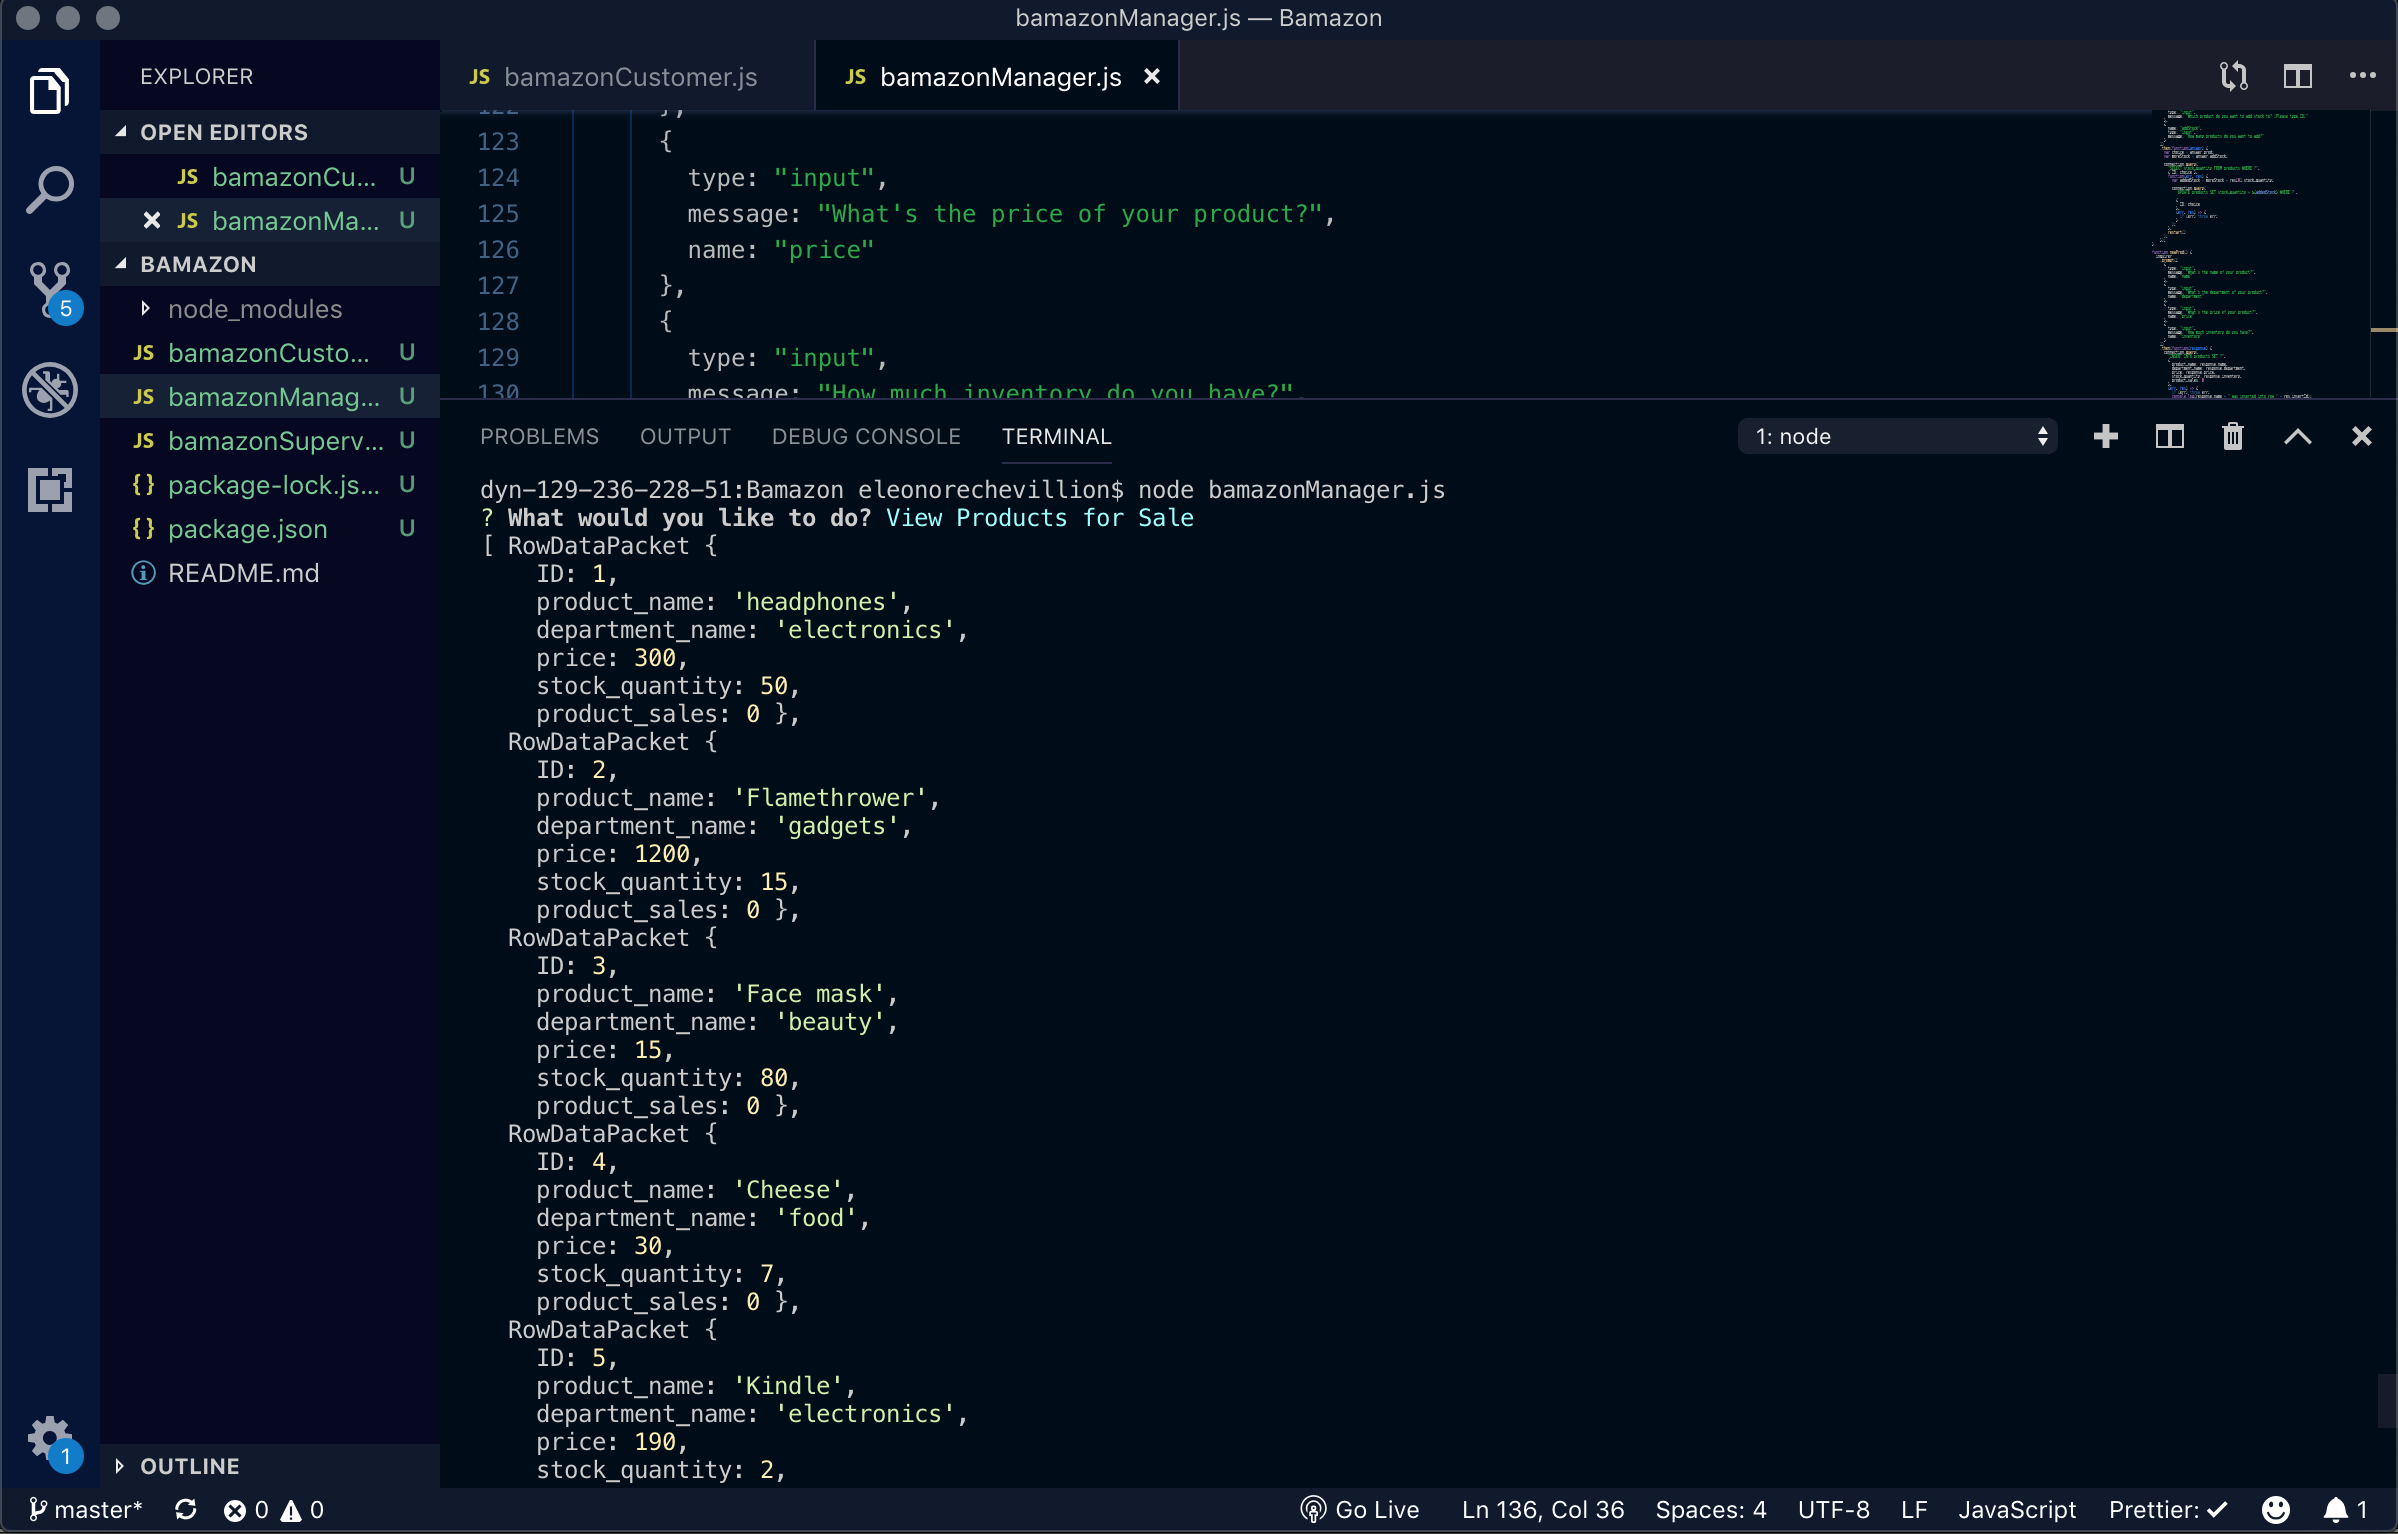 bamazonManager.js — Bamazon
EXPLORER
OPEN EDITORS
JS bamazonCu... U
JS bamazonMa... U
BAMAZON
node_modules
JS bamazonCusto... U
JS bamazonManag... U
JS bamazonSuperv... U
{} package-lock.js... U
{} package.json U
README.md
OUTLINE
5
1
JS bamazonCustomer.js
JS bamazonManager.js
122 },
123 {
124 type: "input",
125 message: "What's the price of your product?",
126 name: "price"
127 },
128 {
129 type: "input",
130 message: "How much inventory do you have?",
PROBLEMS OUTPUT DEBUG CONSOLE TERMINAL
1: node
dyn-129-236-228-51:Bamazon eleonorechevillion$ node bamazonManager.js
? What would you like to do? View Products for Sale
[ RowDataPacket {
ID: 1,
product_name: 'headphones',
department_name: 'electronics',
price: 300,
stock_quantity: 50,
product_sales: 0 },
RowDataPacket {
ID: 2,
product_name: 'Flamethrower',
department_name: 'gadgets',
price: 1200,
stock_quantity: 15,
product_sales: 0 },
RowDataPacket {
ID: 3,
product_name: 'Face mask',
department_name: 'beauty',
price: 15,
stock_quantity: 80,
product_sales: 0 },
RowDataPacket {
ID: 4,
product_name: 'Cheese',
department_name: 'food',
price: 30,
stock_quantity: 7,
product_sales: 0 },
RowDataPacket {
ID: 5,
product_name: 'Kindle',
department_name: 'electronics',
price: 190,
stock_quantity: 2,
master* 0 0 Go Live Ln 136, Col 36 Spaces: 4 UTF-8 LF JavaScript Prettier: ✓ 1